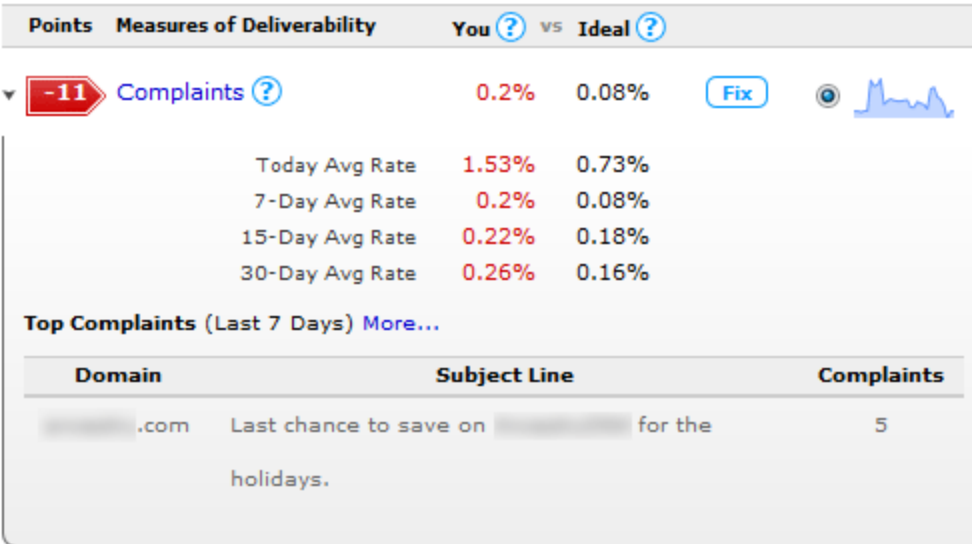 Points Measures of Deliverability You ? vs Ideal ?
-11 Complaints ? 0.2% 0.08% Fix
Today Avg Rate 1.53% 0.73%
7-Day Avg Rate 0.2% 0.08%
15-Day Avg Rate 0.22% 0.18%
30-Day Avg Rate 0.26% 0.16%
Top Complaints (Last 7 Days) More...
Domain Subject Line Complaints
.com Last chance to save on for the 5
holidays.